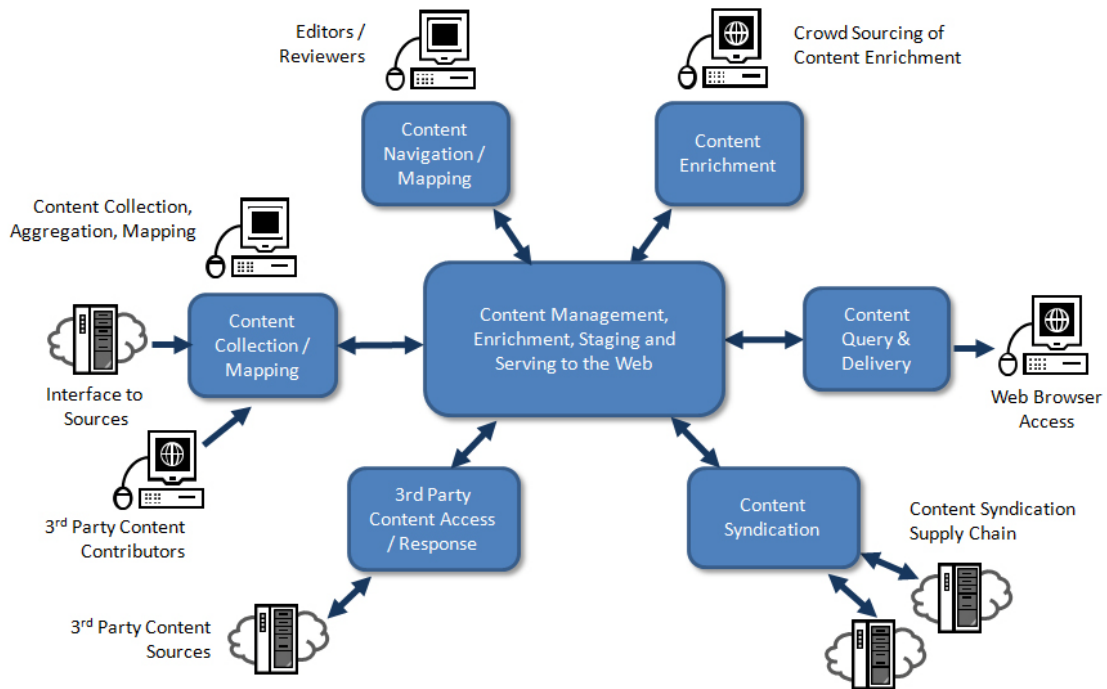 Editors /
Reviewers
Crowd Sourcing of
Content Enrichment
Content
Navigation /
Mapping
Content
Enrichment
Content Collection,
Aggregation, Mapping
Content
Collection /
Mapping
Content Management,
Enrichment, Staging and
Serving to the Web
Content
Query &
Delivery
Interface to
Sources
Web Browser
Access
3rd Party Content
Contributors
3rd Party
Content Access
/ Response
Content
Syndication
Content Syndication
Supply Chain
3rd Party Content
Sources